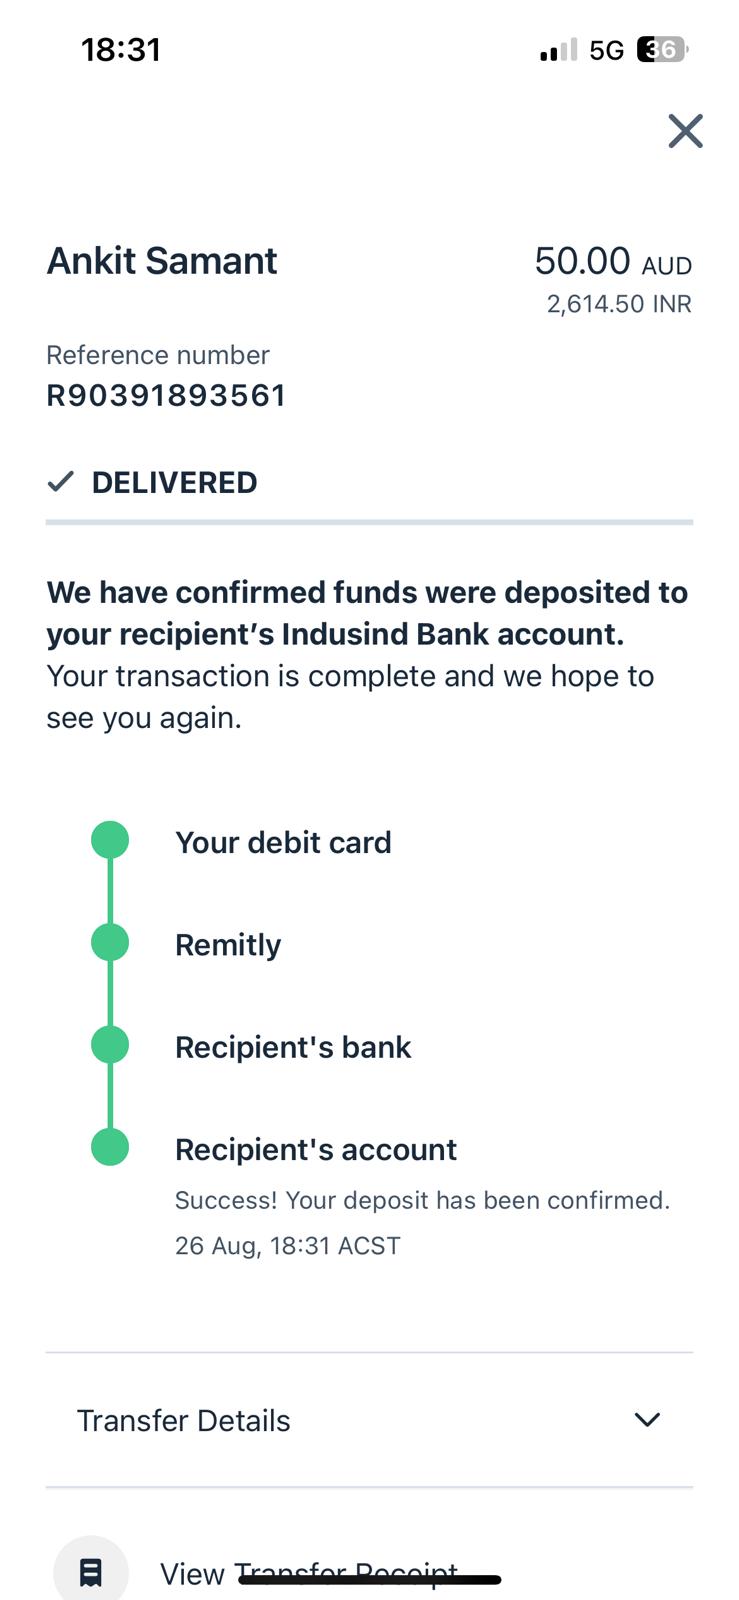 18:31 5G 36
Ankit Samant 50.00 AUD
2,614.50 INR
Reference number
R90391893561
DELIVERED
We have confirmed funds were deposited to
your recipient’s Indusind Bank account.
Your transaction is complete and we hope to
see you again.
Your debit card
Remitly
Recipient's bank
Recipient's account
Success! Your deposit has been confirmed.
26 Aug, 18:31 ACST
Transfer Details
View Transfer Receipt